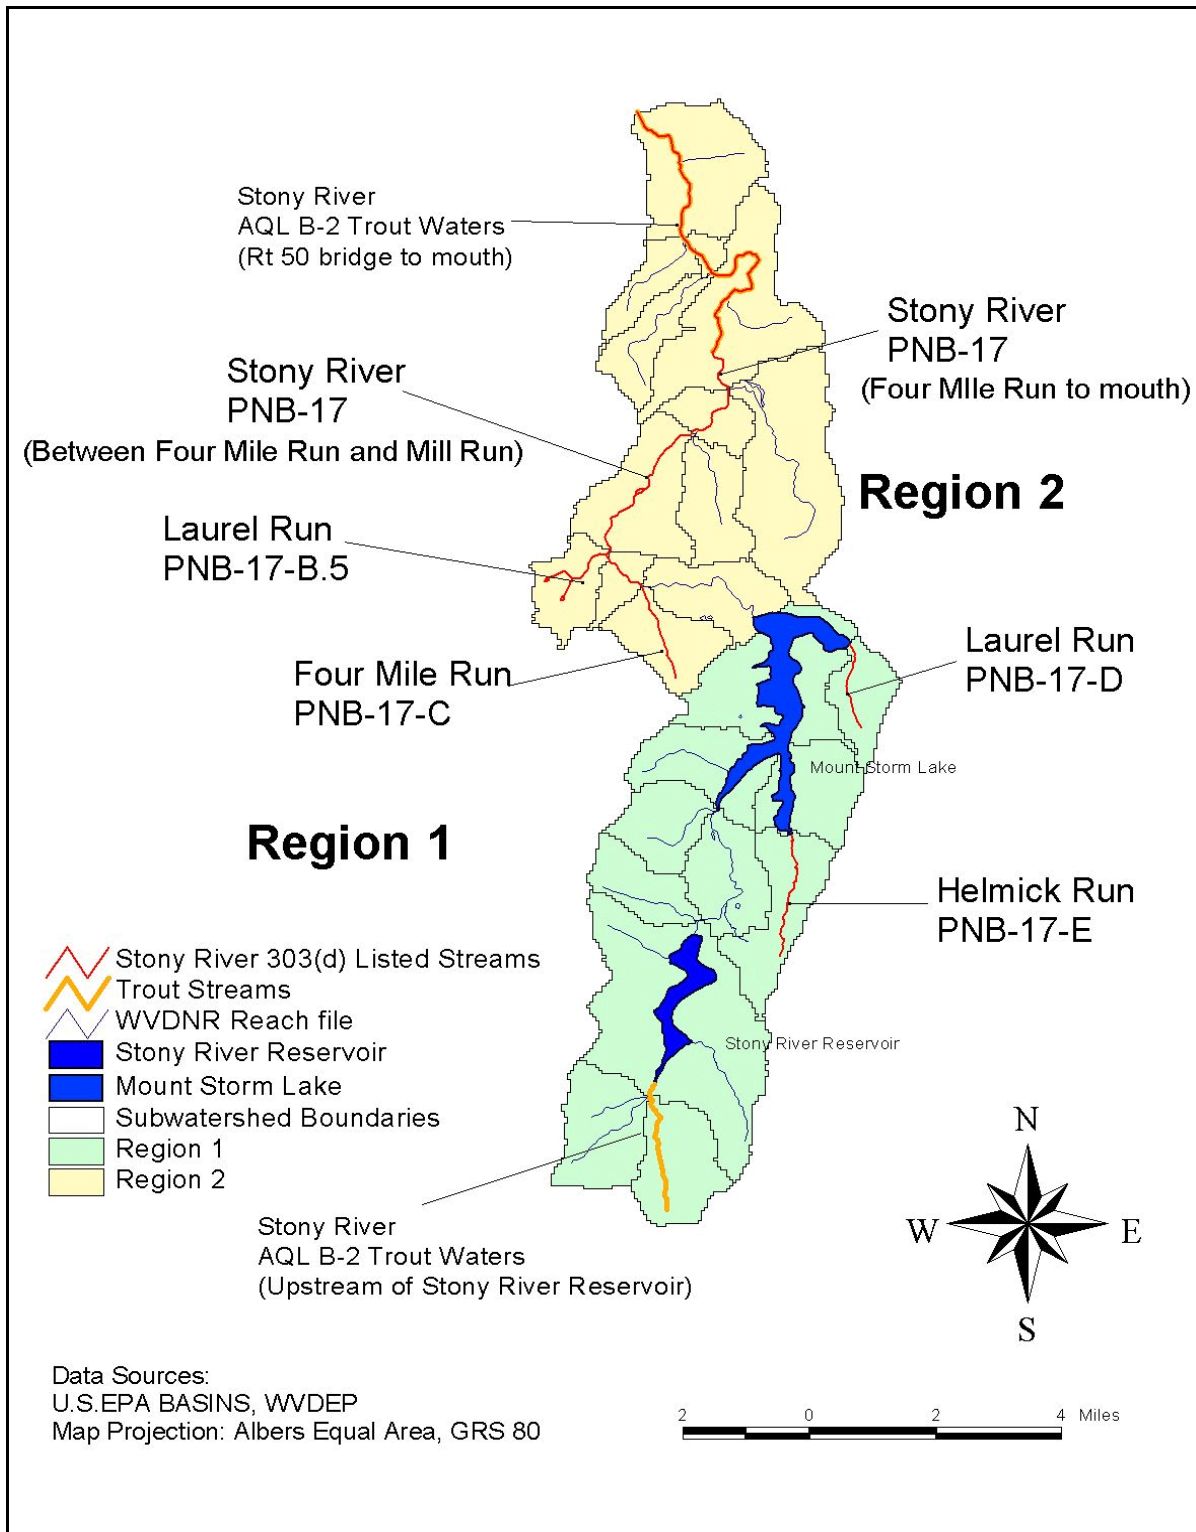 Stony River
AQL B-2 Trout Waters
(Rt 50 bridge to mouth)
Stony River
PNB-17
(Four MIle Run to mouth)
Stony River
PNB-17
(Between Four Mile Run and Mill Run)
Region 2
Laurel Run
PNB-17-B.5
Laurel Run
PNB-17-D
Four Mile Run
PNB-17-C
Mount Storm Lake
Region 1
Helmick Run
PNB-17-E
Stony River 303(d) Listed Streams
Trout Streams
WVDNR Reach file
Stony River Reservoir
Mount Storm Lake
Subwatershed Boundaries
Region 1
Region 2
Stony River Reservoir
Stony River
AQL B-2 Trout Waters
(Upstream of Stony River Reservoir)
N
W E
S
Data Sources:
U.S.EPA BASINS, WVDEP
Map Projection: Albers Equal Area, GRS 80
2 0 2 4 Miles